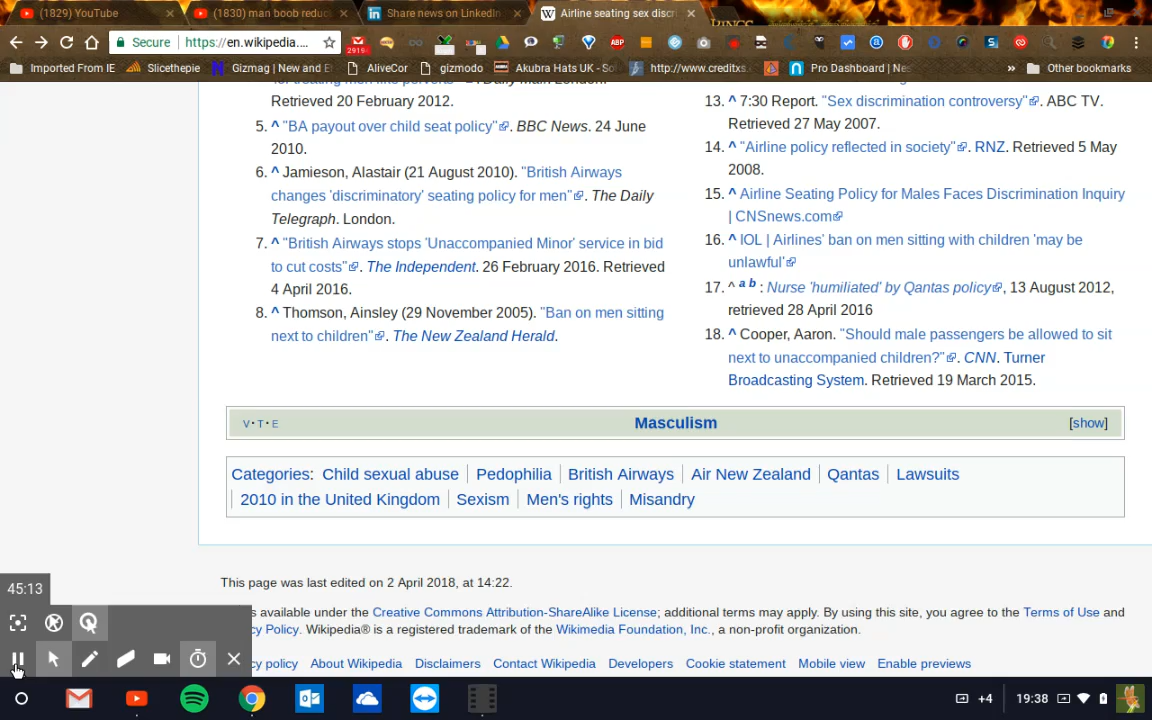 (1829) YouTube
(1830) man boob redu
Share news on LinkedIn
Airline seating sex discr
Secure
https://en.wikipedia....
2919
ABP
Imported From IE
Slicethepie
Gizmag | New and E
AliveCor
gizmodo
Akubra Hats UK - So
http://www.creditxs.
Pro Dashboard | Ne
»
Other bookmarks
Retrieved 20 February 2012.
5. ^ "BA payout over child seat policy". BBC News. 24 June
2010.
6. ^ Jamieson, Alastair (21 August 2010). "British Airways
changes 'discriminatory' seating policy for men". The Daily
Telegraph. London.
7. ^ "British Airways stops 'Unaccompanied Minor' service in bid
to cut costs". The Independent. 26 February 2016. Retrieved
4 April 2016.
8. ^ Thomson, Ainsley (29 November 2005). "Ban on men sitting
next to children". The New Zealand Herald.
13. ^ 7:30 Report. "Sex discrimination controversy". ABC TV.
Retrieved 27 May 2007.
14. ^ "Airline policy reflected in society". RNZ. Retrieved 5 May
2008.
15. ^ Airline Seating Policy for Males Faces Discrimination Inquiry
| CNSnews.com
16. ^ IOL | Airlines' ban on men sitting with children 'may be
unlawful'
17. ^ a b : Nurse 'humiliated' by Qantas policy, 13 August 2012,
retrieved 28 April 2016
18. ^ Cooper, Aaron. "Should male passengers be allowed to sit
next to unaccompanied children?". CNN. Turner
Broadcasting System. Retrieved 19 March 2015.
V · T · E
Masculism
[show]
Categories: Child sexual abuse | Pedophilia | British Airways | Air New Zealand | Qantas | Lawsuits
| 2010 in the United Kingdom | Sexism | Men's rights | Misandry
This page was last edited on 2 April 2018, at 14:22.
45:13
s available under the Creative Commons Attribution-ShareAlike License; additional terms may apply. By using this site, you agree to the Terms of Use and
cy Policy. Wikipedia® is a registered trademark of the Wikimedia Foundation, Inc., a non-profit organization.
cy policy
About Wikipedia
Disclaimers
Contact Wikipedia
Developers
Cookie statement
Mobile view
Enable previews
+4
19:38